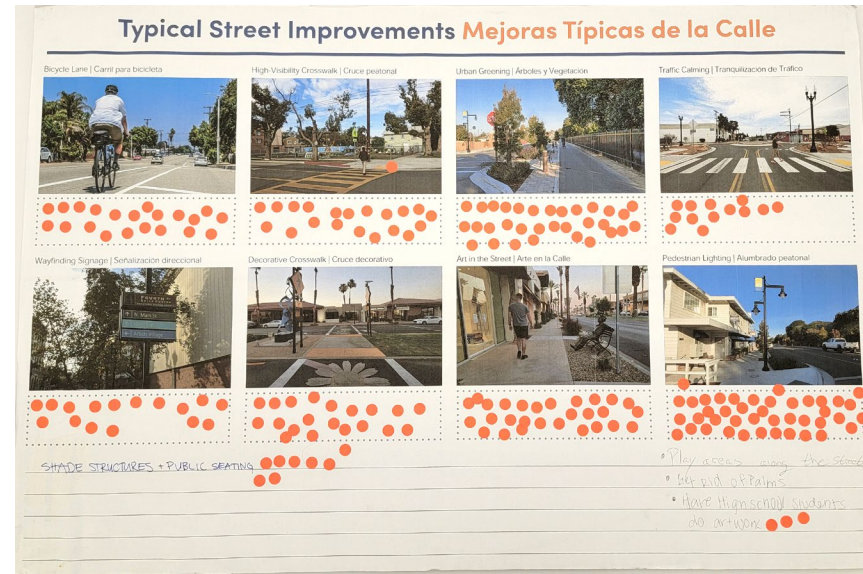 Typical Street Improvements Mejoras Típicas de la Calle
Bicycle Lane | Carril para bicicleta
High-Visibility Crosswalk | Cruce peatonal
Urban Greening | Árboles y Vegetación
Traffic Calming | Tranquilización de Tráfico
Wayfinding Signage | Señalización direccional
Decorative Crosswalk | Cruce decorativo
Art in the Street | Arte en la Calle
Pedestrian Lighting | Alumbrado peatonal
FOURTH
SHADE STRUCTURES + PUBLIC SEATING
• Play areas along the street
• Get rid of Palms
• Have High school students
do artwork